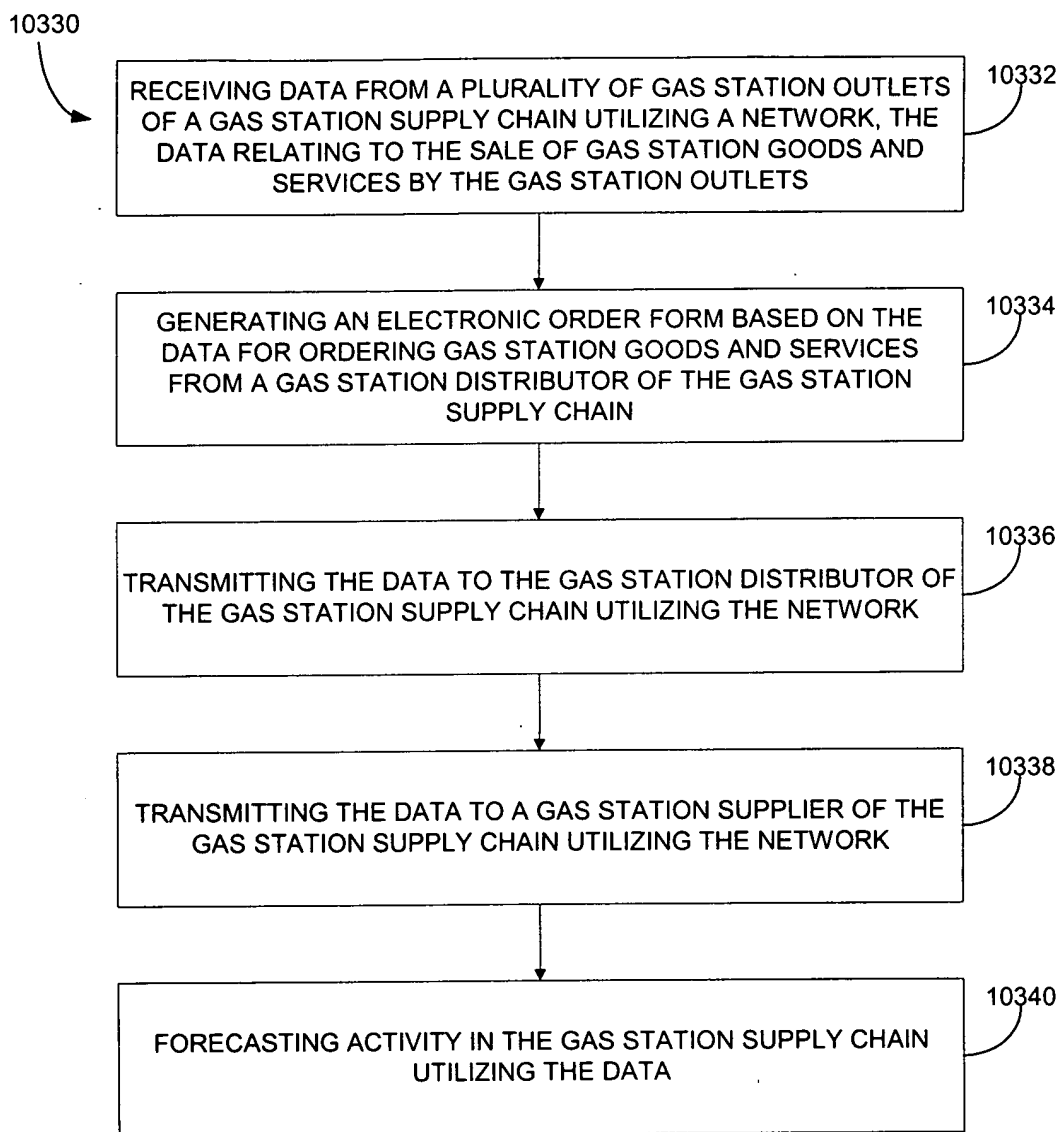 10330
10332
RECEIVING DATA FROM A PLURALITY OF GAS STATION OUTLETS
OF A GAS STATION SUPPLY CHAIN UTILIZING A NETWORK, THE
DATA RELATING TO THE SALE OF GAS STATION GOODS AND
SERVICES BY THE GAS STATION OUTLETS
10334
GENERATING AN ELECTRONIC ORDER FORM BASED ON THE
DATA FOR ORDERING GAS STATION GOODS AND SERVICES
FROM A GAS STATION DISTRIBUTOR OF THE GAS STATION
SUPPLY CHAIN
10336
TRANSMITTING THE DATA TO THE GAS STATION DISTRIBUTOR OF
THE GAS STATION SUPPLY CHAIN UTILIZING THE NETWORK
10338
TRANSMITTING THE DATA TO A GAS STATION SUPPLIER OF THE
GAS STATION SUPPLY CHAIN UTILIZING THE NETWORK
10340
FORECASTING ACTIVITY IN THE GAS STATION SUPPLY CHAIN
UTILIZING THE DATA